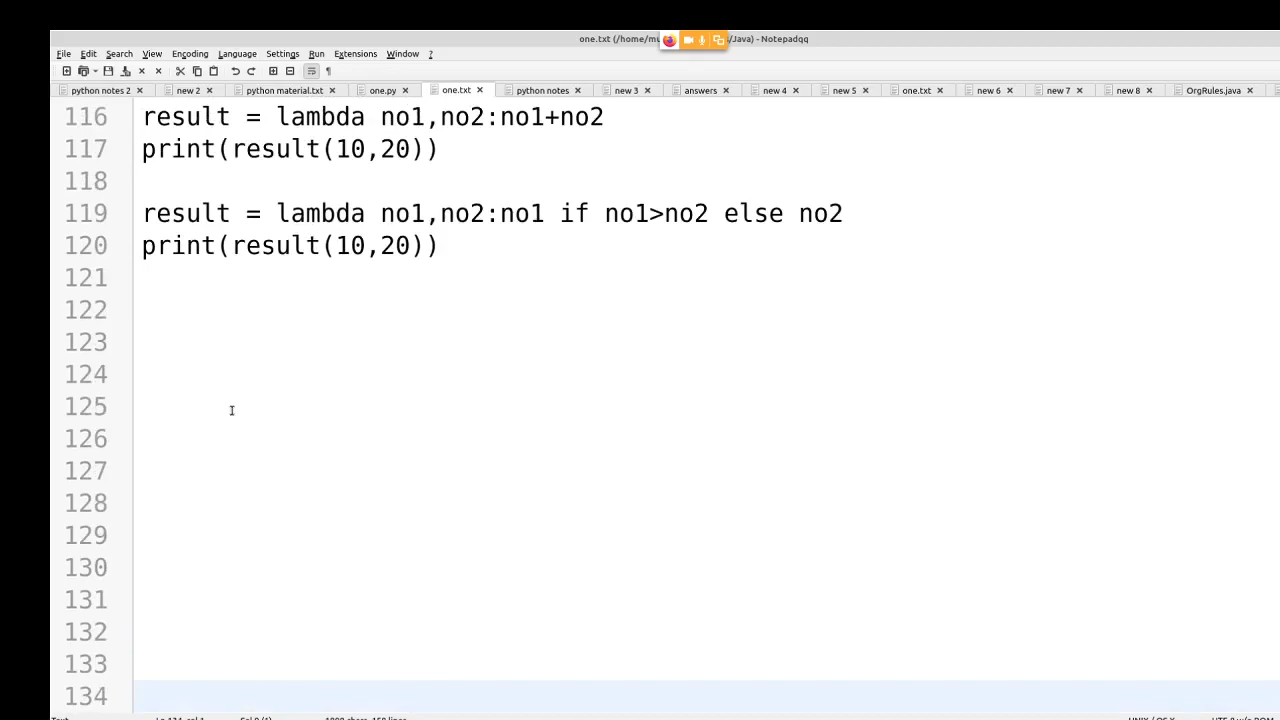 one.txt (/home/mu /Java) - Notepadqq
File Edit Search View Encoding Language Settings Run Extensions Window ?
python notes 2 new 2 python material.txt one.py one.txt python notes new 3 answers new 4 new 5 one.txt new 6 new 7 new 8 OrgRules.java
116 result = lambda no1,no2:no1+no2
117 print(result(10,20))
118
119 result = lambda no1,no2:no1 if no1>no2 else no2
120 print(result(10,20))
121
122
123
124
125
126
127
128
129
130
131
132
133
134